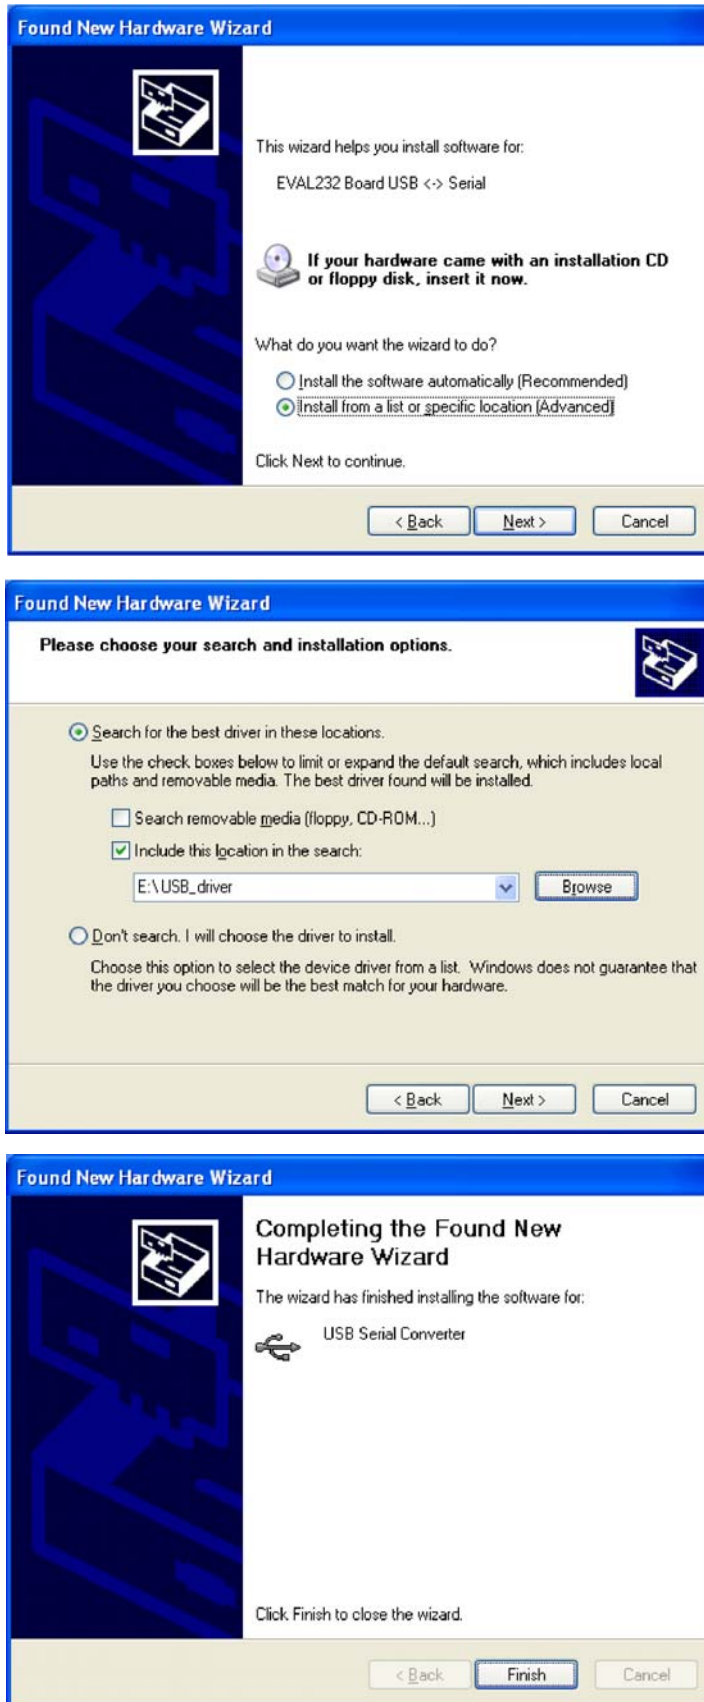 Found New Hardware Wizard
This wizard helps you install software for:
EVAL232 Board USB <-> Serial
If your hardware came with an installation CD
or floppy disk, insert it now.
What do you want the wizard to do?
Install the software automatically (Recommended)
Install from a list or specific location (Advanced)
Click Next to continue.
< Back Next > Cancel
Found New Hardware Wizard
Please choose your search and installation options.
Search for the best driver in these locations.
Use the check boxes below to limit or expand the default search, which includes local
paths and removable media. The best driver found will be installed.
Search removable media (floppy, CD-ROM...)
Include this location in the search:
E:\USB_driver Browse
Don't search. I will choose the driver to install.
Choose this option to select the device driver from a list. Windows does not guarantee that
the driver you choose will be the best match for your hardware.
< Back Next > Cancel
Found New Hardware Wizard
Completing the Found New
Hardware Wizard
The wizard has finished installing the software for:
USB Serial Converter
Click Finish to close the wizard.
< Back Finish Cancel